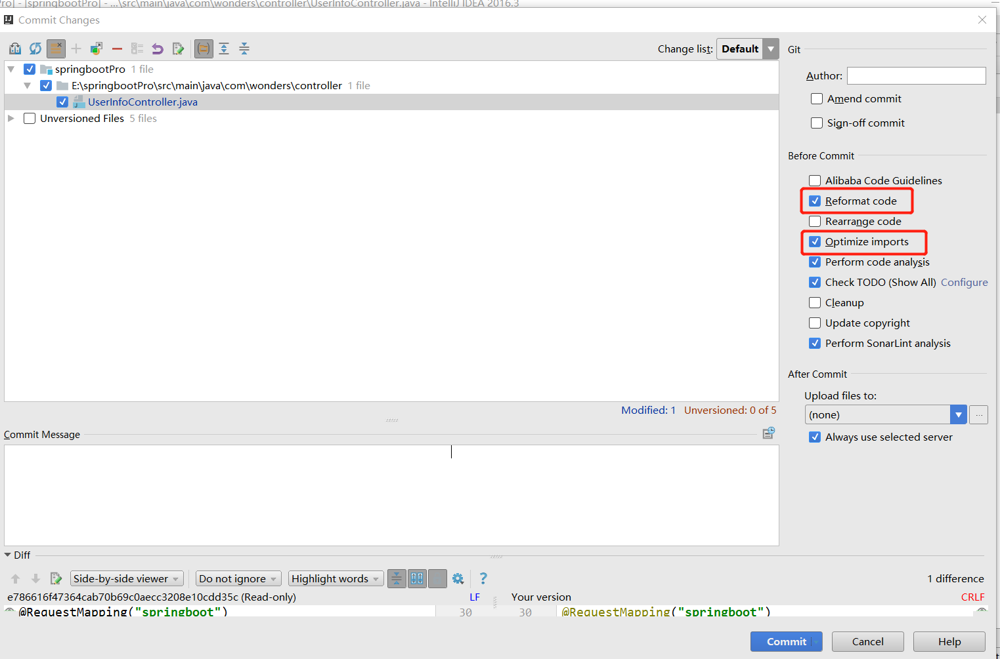 ro] - [springbootPro] - ...\src\main\java\com\wonders\controller\UserInfoController.java - IntelliJ IDEA 2016.3
Commit Changes
Change list: Default
springbootPro 1 file
E:\springbootPro\src\main\java\com\wonders\controller 1 file
UserInfoController.java
Unversioned Files 5 files
Modified: 1 Unversioned: 0 of 5
Commit Message
Git
Author:
Amend commit
Sign-off commit
Before Commit
Alibaba Code Guidelines
Reformat code
Rearrange code
Optimize imports
Perform code analysis
Check TODO (Show All) Configure
Cleanup
Update copyright
Perform SonarLint analysis
After Commit
Upload files to:
(none)
...
Always use selected server
Diff
Side-by-side viewer Do not ignore Highlight words ? 1 difference
e786616f47364cab70b69c0aecc3208e10cdd35c (Read-only) LF Your version CRLF
@RequestMapping("springboot") 30 30 @RequestMapping("springboot")
Commit Cancel Help